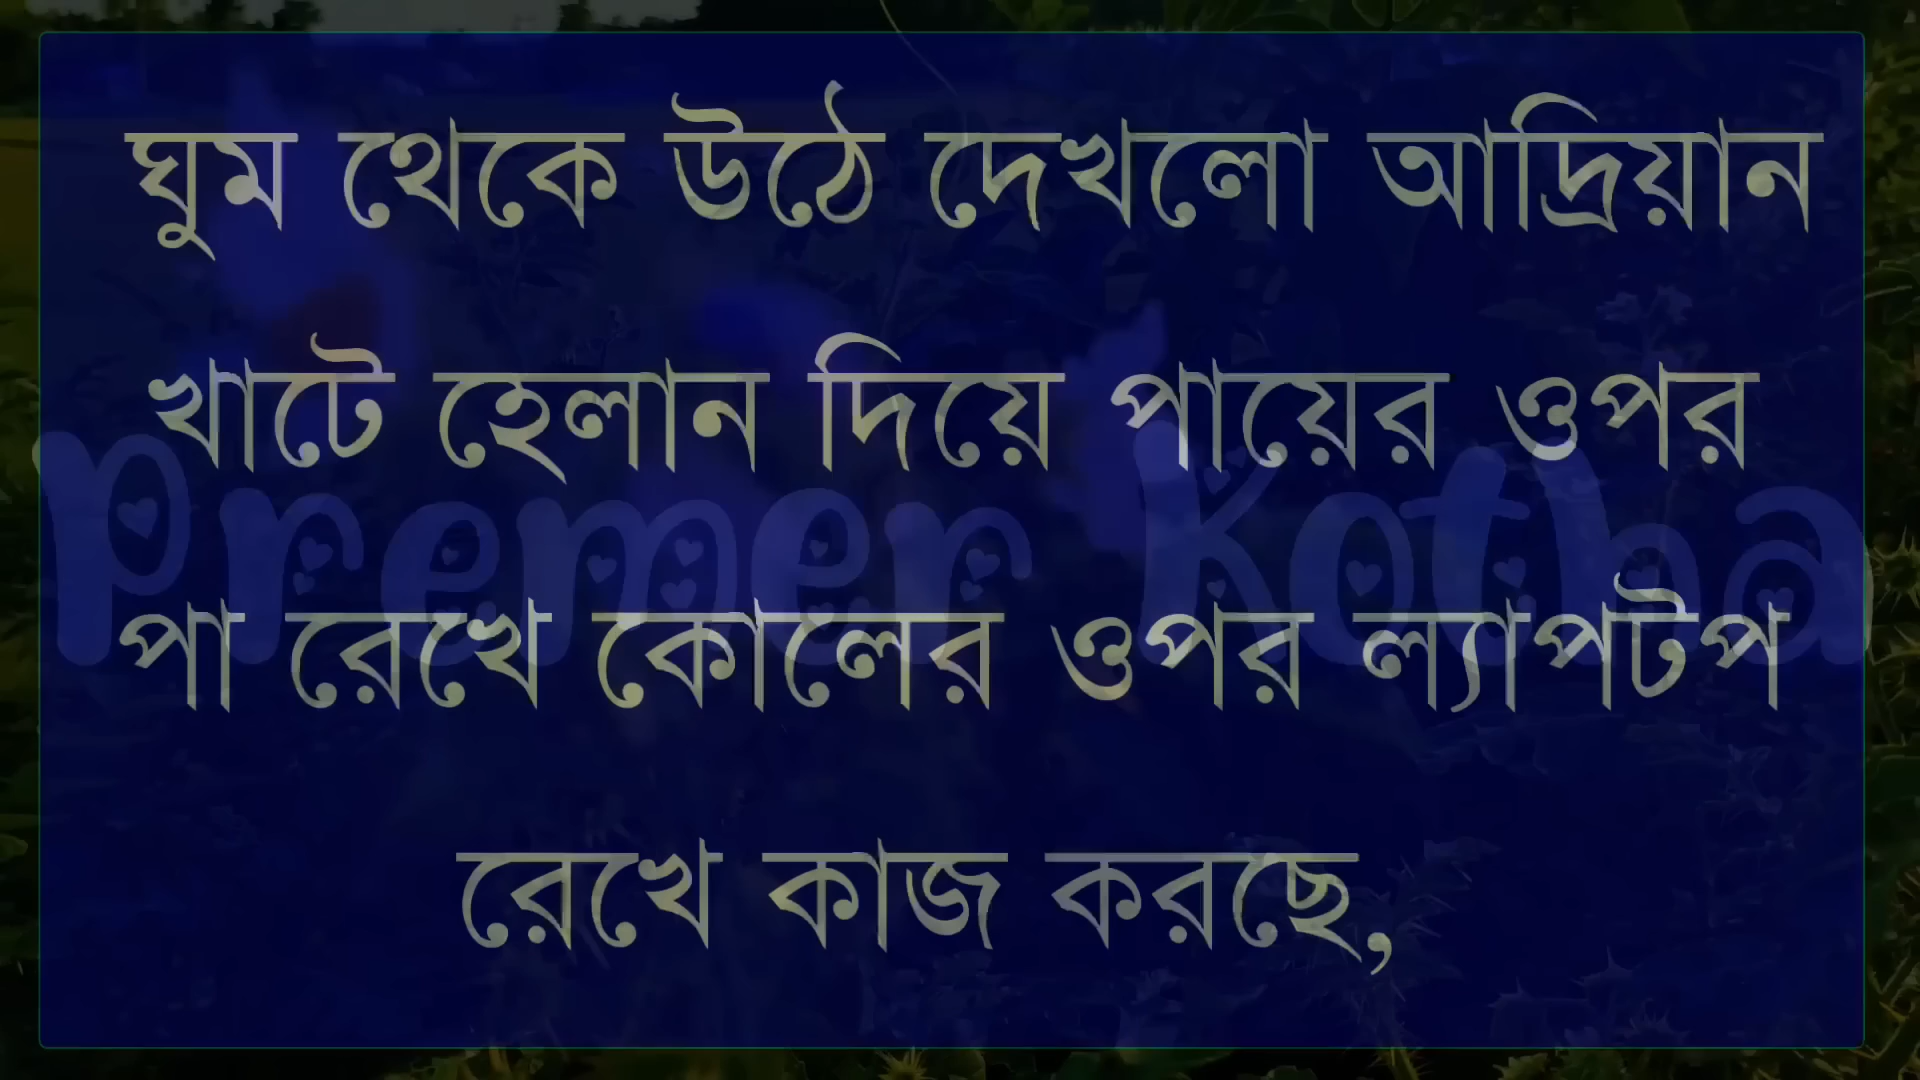 ঘুম থেকে উঠে দেখলো আদ্রিয়ান
খাটে হেলান দিয়ে পায়ের ওপর
Premer Kotha
পা রেখে কোলের ওপর ল্যাপটপ
রেখে কাজ করছে,